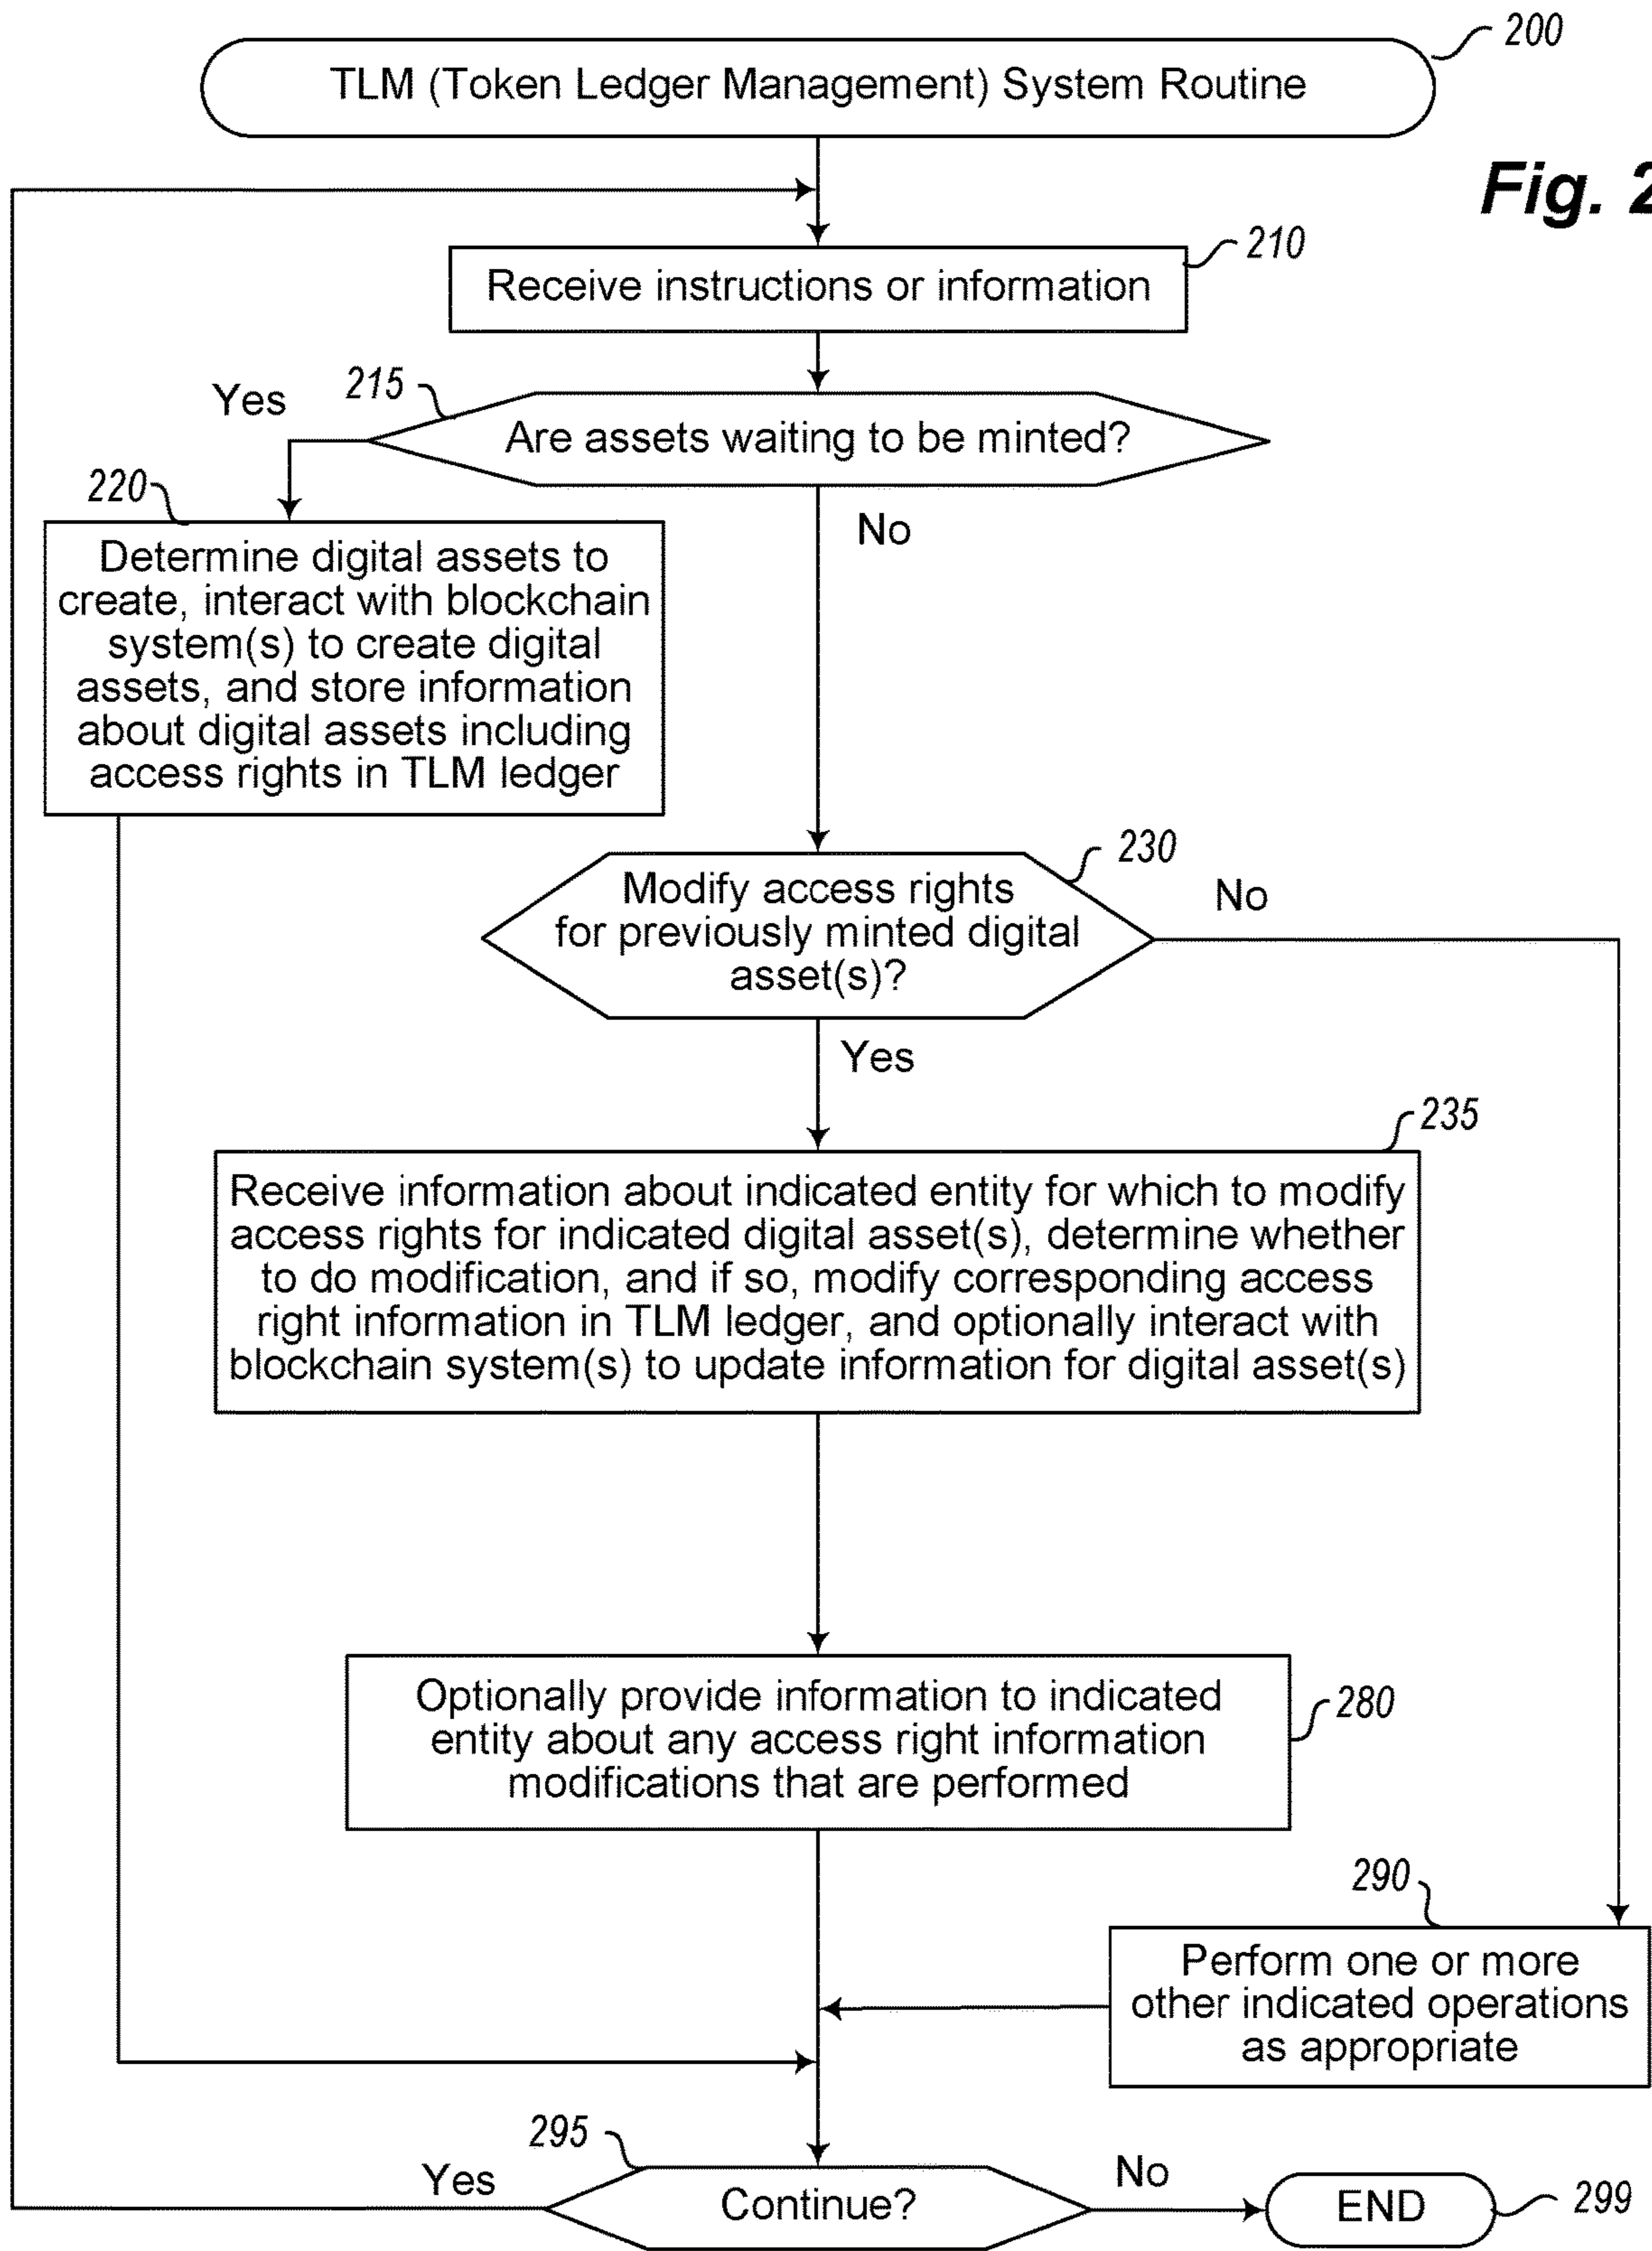 200
TLM (Token Ledger Management) System Routine
Fig. 2
210
Receive instructions or information
Yes
215
Are assets waiting to be minted?
220
No
Determine digital assets to
create, interact with blockchain
system(s) to create digital
assets, and store information
about digital assets including
access rights in TLM ledger
230
Modify access rights
for previously minted digital
asset(s)?
No
Yes
235
Receive information about indicated entity for which to modify
access rights for indicated digital asset(s), determine whether
to do modification, and if so, modify corresponding access
right information in TLM ledger, and optionally interact with
blockchain system(s) to update information for digital asset(s)
Optionally provide information to indicated
entity about any access right information
modifications that are performed
280
290
Perform one or more
other indicated operations
as appropriate
295
Yes
Continue?
No
END
299